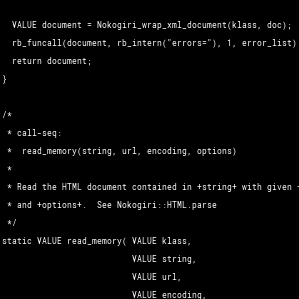 VALUE document = Nokogiri_wrap_xml_document(klass, doc);
rb_funcall(document, rb_intern("errors="), 1, error_list)
return document;
}
/*
* call-seq:
* read_memory(string, url, encoding, options)
*
* Read the HTML document contained in +string+ with given
* and +options+. See Nokogiri::HTML.parse
*/
static VALUE read_memory( VALUE klass,
VALUE string,
VALUE url,
VALUE encoding,